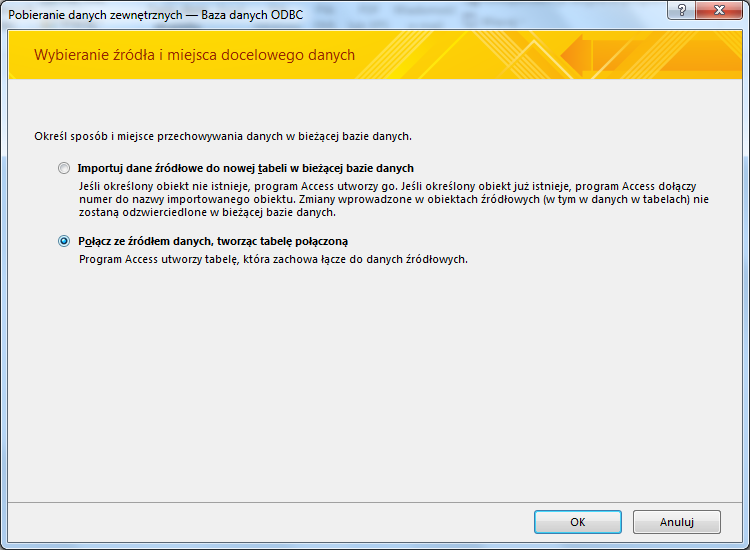 Pobieranie danych zewnętrznych — Baza danych ODBC
Wybieranie źródła i miejsca docelowego danych
Określ sposób i miejsce przechowywania danych w bieżącej bazie danych.
Importuj dane źródłowe do nowej tabeli w bieżącej bazie danych
Jeśli określony obiekt nie istnieje, program Access utworzy go. Jeśli określony obiekt już istnieje, program Access dołączy
numer do nazwy importowanego obiektu. Zmiany wprowadzone w obiektach źródłowych (w tym w danych w tabelach) nie
zostaną odzwierciedlone w bieżącej bazie danych.
Połącz ze źródłem danych, tworząc tabelę połączoną
Program Access utworzy tabelę, która zachowa łącze do danych źródłowych.
OK
Anuluj